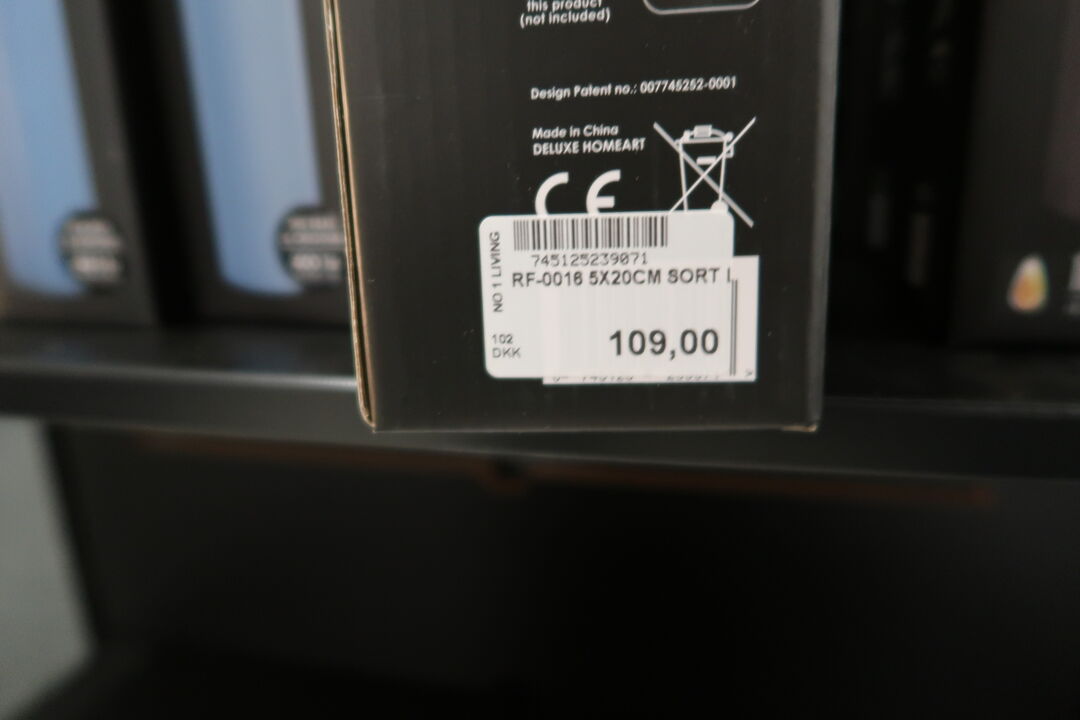 this product
(not included)
Design Patent no.: 007745252-0001
Made in China
DELUXE HOMEART
CE
NO 1 LIVING
745125239071
RF-0016 5X20CM SORT
102
DKK
109,00